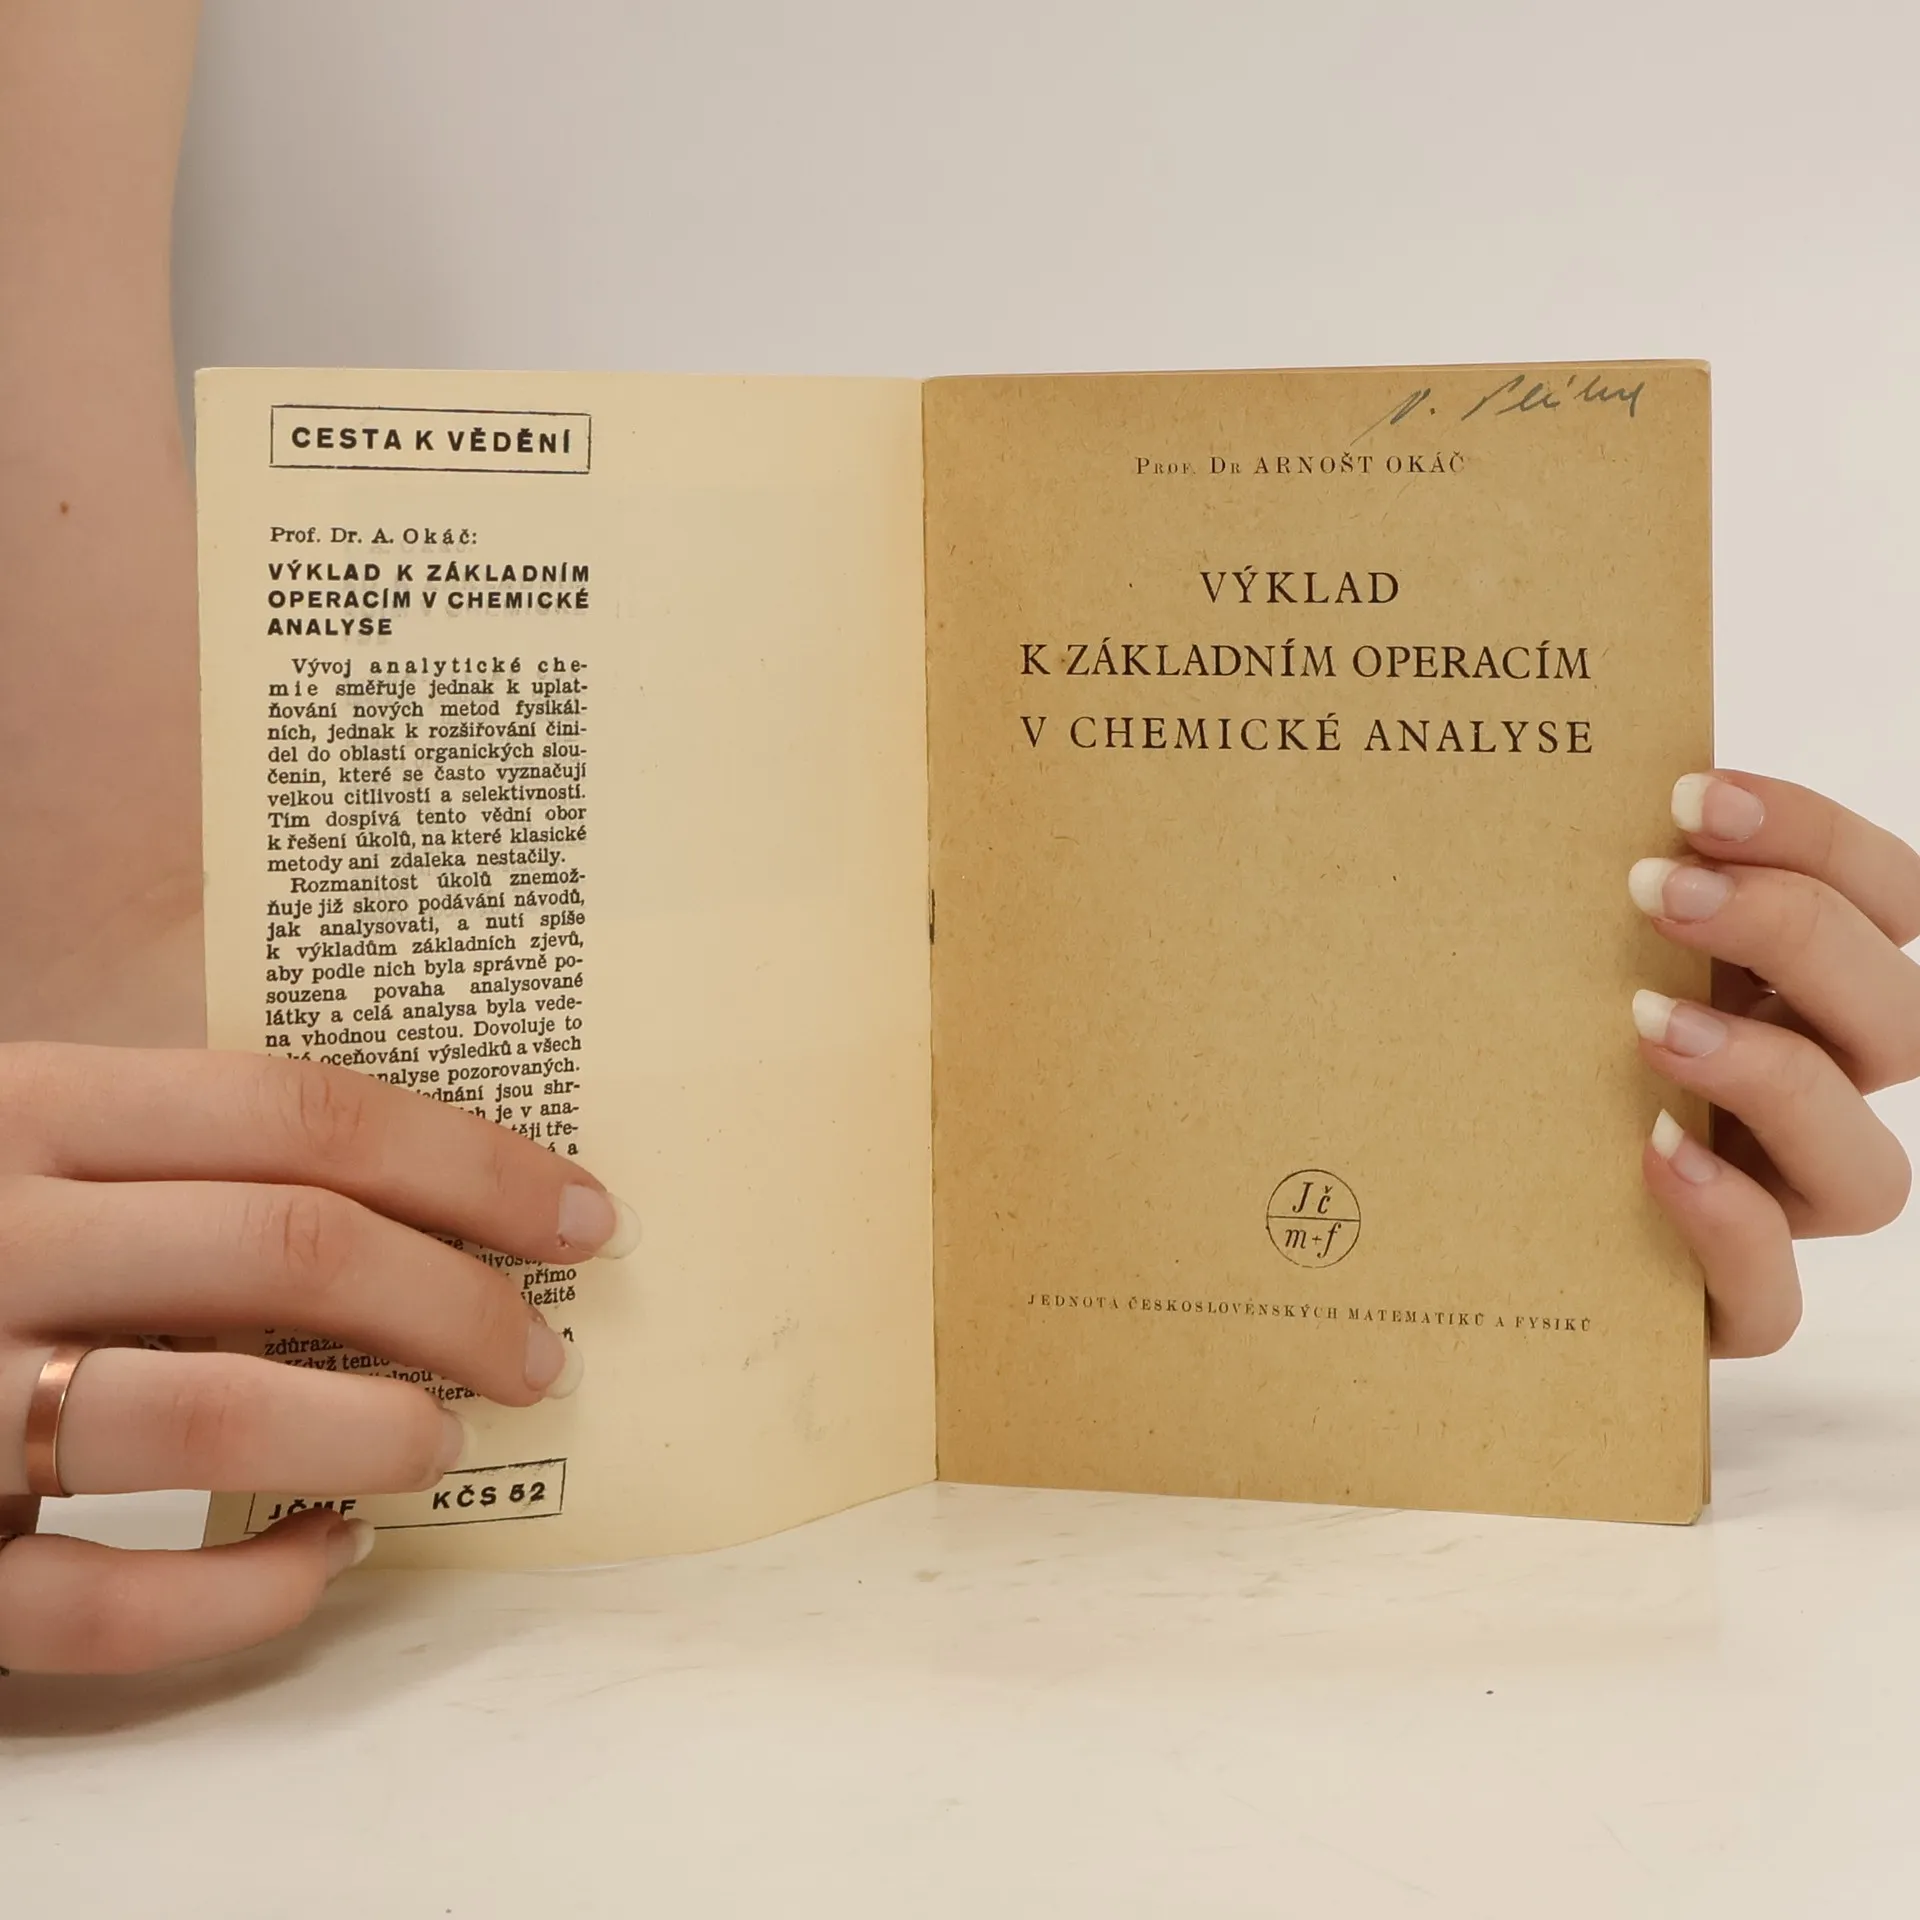 CESTA K VĚDĚNÍ
Prof. Dr. A. Okáč:
VÝKLAD K ZÁKLADNÍM
OPERACÍM V CHEMICKÉ
ANALYSE
Vývoj analytické che-
mie směřuje jednak k uplat-
ňování nových metod fysikál-
ních, jednak k rozšiřování čini-
del do oblastí organických slou-
čenin, které se často vyznačují
velkou citlivostí a selektivností.
Tím dospívá tento vědní obor
k řešení úkolů, na které klasické
metody ani zdaleka nestačily.
Rozmanitost úkolů znemož-
ňuje již skoro podávání návodů,
jak analysovati, a nutí spíše
k výkladům základních zjevů,
aby podle nich byla správně po-
souzena povaha analysované
látky a celá analysa byla vede-
na vhodnou cestou. Dovoluje to
oceňování výsledků a všech
pozorovaných.
jsou shr-
je v ana-
tře-
a
přímo
Když tento
JČMF KČS 52
Prof. Dr ARNOŠT OKÁČ
VÝKLAD
K ZÁKLADNÍM OPERACÍM
V CHEMICKÉ ANALYSE
Jč
m+f
JEDNOTA ČESKOSLOVENSKÝCH MATEMATIKŮ A FYSIKŮ